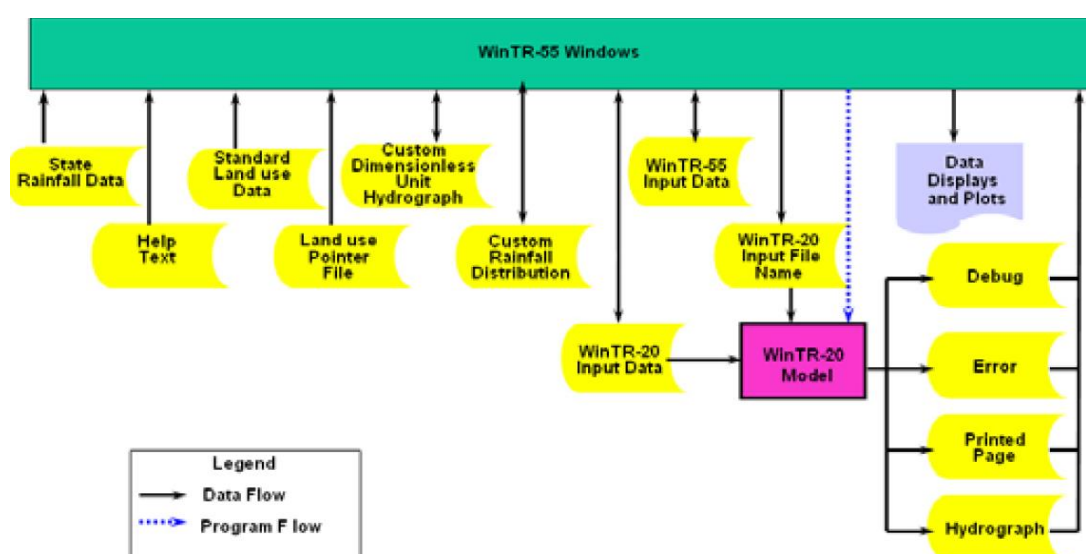 WinTR-55 Windows
State
Rainfall Data
Help
Text
Standard
Land use
Data
Land use
Pointer
File
Custom
Dimensionless
Unit
Hydrograph
Custom
Rainfall
Distribution
WinTR-55
Input Data
WinTR-20
Input File
Name
Data
Displays
and Plots
WinTR-20
Input Data
WinTR-20
Model
Debug
Error
Printed
Page
Hydrograph
Legend
Data Flow
Program F low